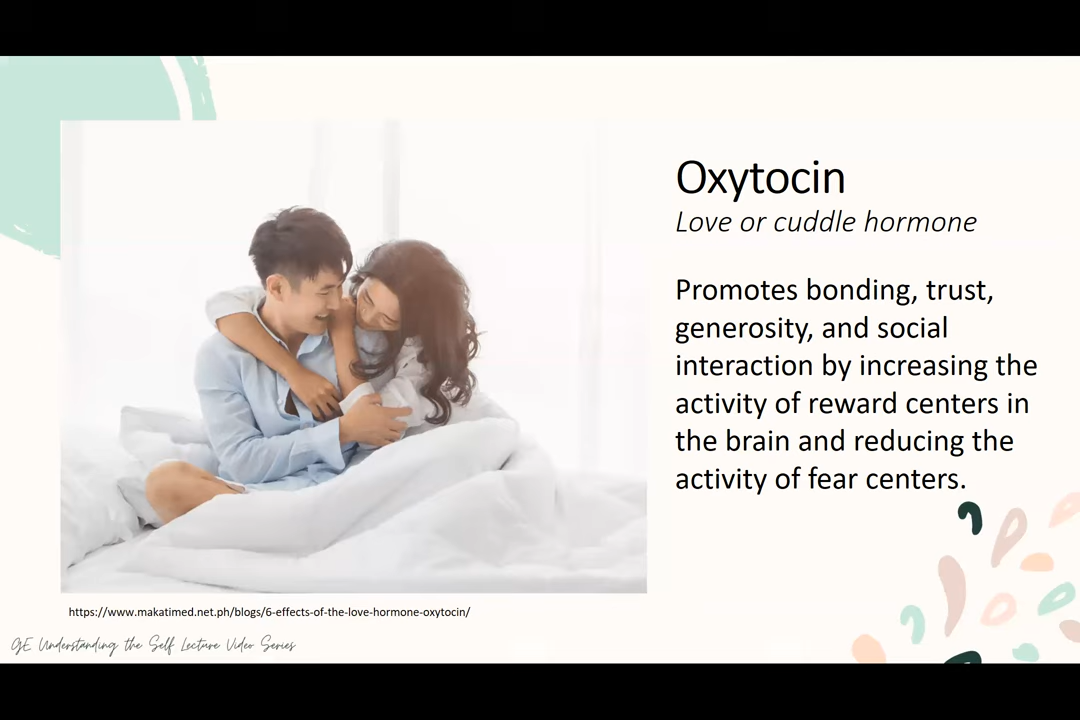 Oxytocin
Love or cuddle hormone
Promotes bonding, trust,
generosity, and social
interaction by increasing the
activity of reward centers in
the brain and reducing the
activity of fear centers.
https://www.makatimed.net.ph/blogs/6-effects-of-the-love-hormone-oxytocin/
GE Understanding the Self Lecture Video Series